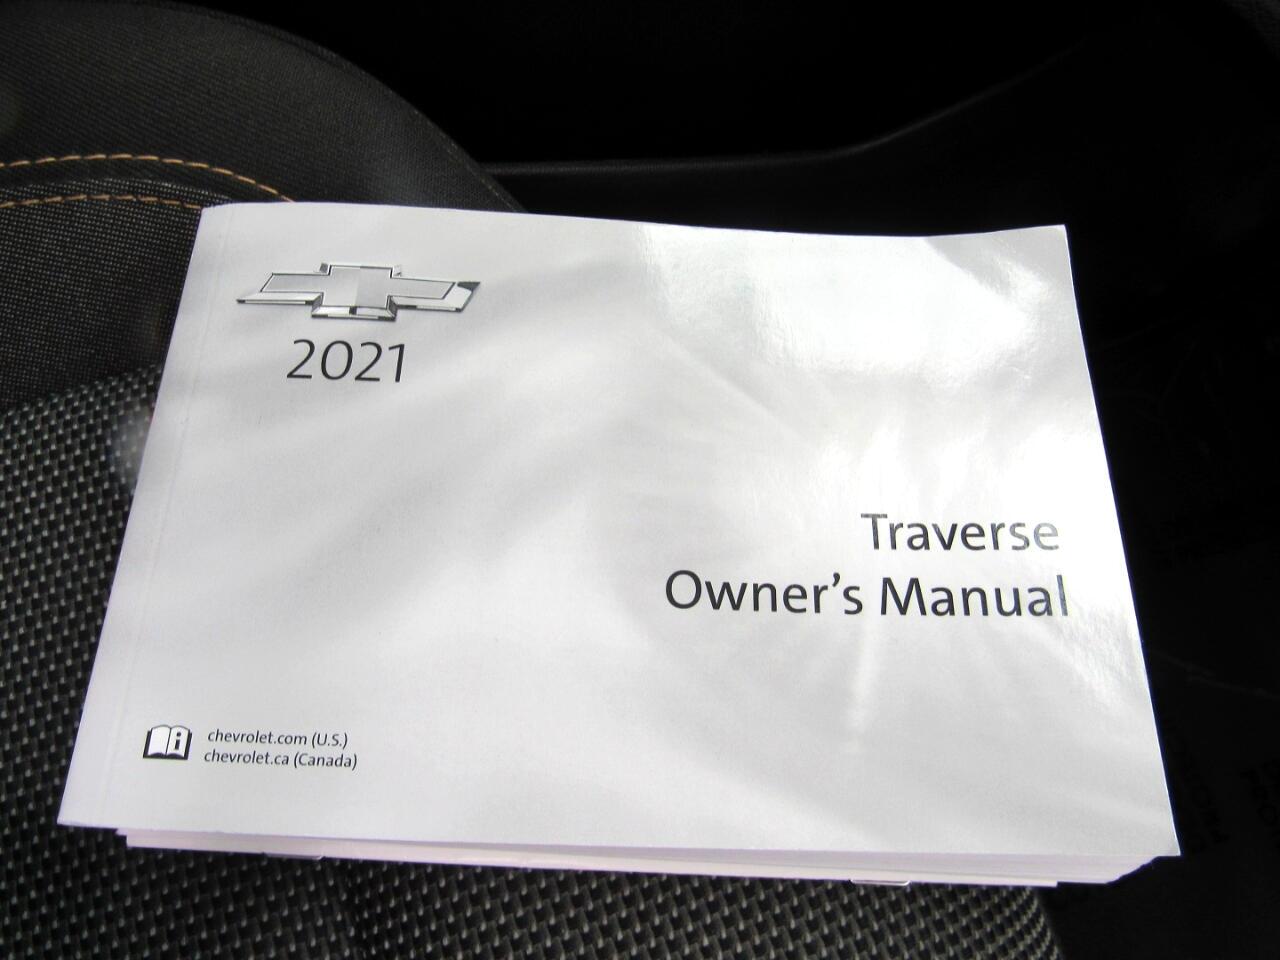 2021
Traverse
Owner's Manual
chevrolet.com (U.S.)
chevrolet.ca (Canada)